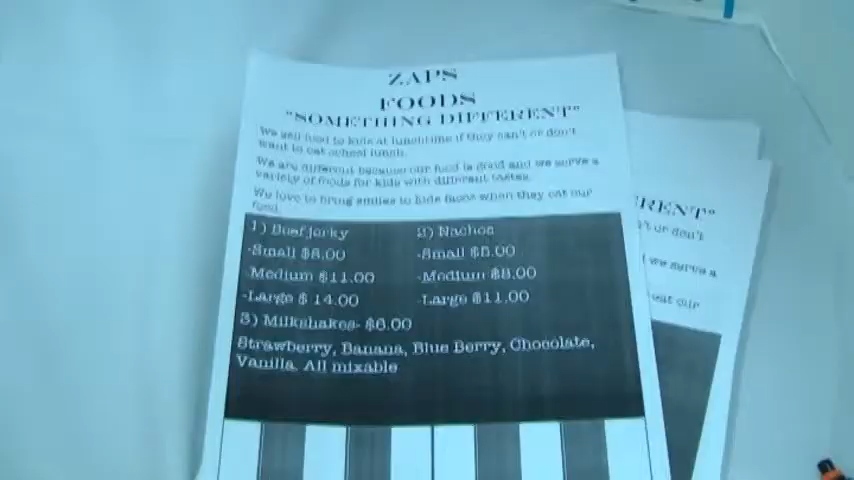 ZAPS
FOODS
"SOMETHING DIFFERENT"
We sell food to kids at lunchtime if they can't or don't
want to eat school lunch.
We are different because our food is good and we serve a
variety of foods for kids with different tastes.
We love to bring smiles to kids faces when they eat our
food.
1) Beef jerky
-Small $8.00
-Medium $11.00
-Large $ 14.00
2) Nachos
-Small $5.00
-Medium $8.00
-Large $11.00
3) Milkshakes- $6.00
Strawberry, Banana, Blue Berry, Chocolate,
Vanilla. All mixable
RENT"
or don't
we serve a
eat our